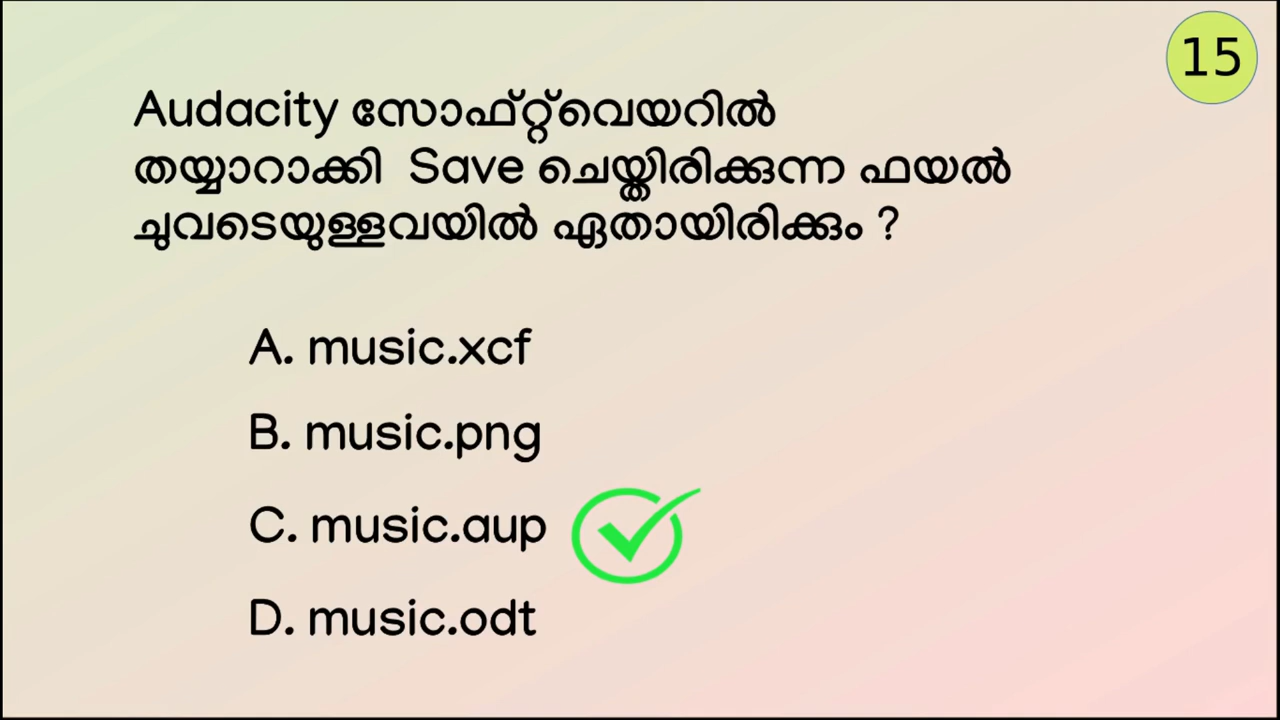 15
Audacity സോഫ്റ്റ്‌വെയറിൽ
തയ്യാറാക്കി Save ചെയ്തിരിക്കുന്ന ഫയൽ
ചുവടെയുള്ളവയിൽ ഏതായിരിക്കും ?
A. music.xcf
B. music.png
C. music.aup
D. music.odt